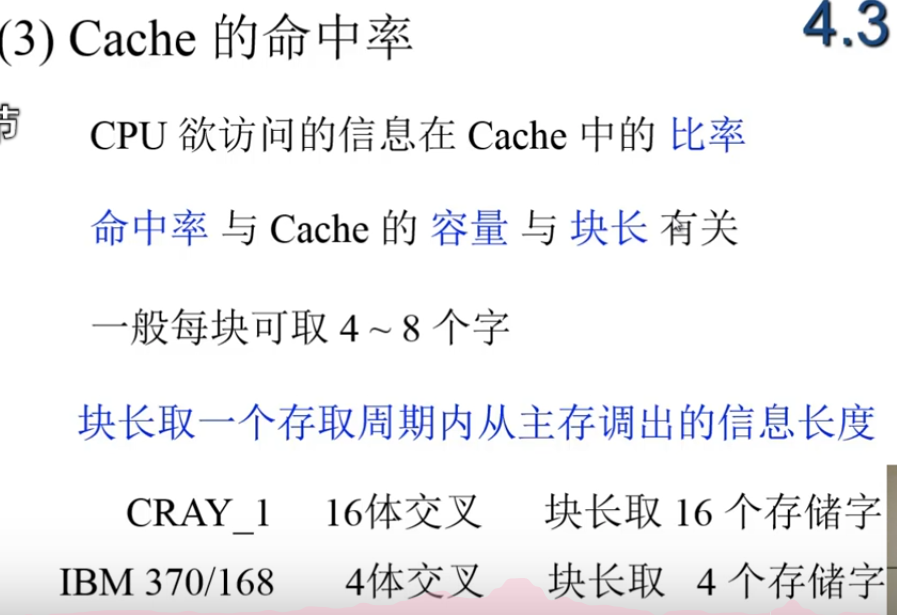 (3) Cache 的命中率
4.3
节
CPU 欲访问的信息在 Cache 中的 比率
命中率 与 Cache 的 容量 与 块长 有关
一般每块可取 4 ~ 8 个字
块长取一个存取周期内从主存调出的信息长度
CRAY_1 16体交叉 块长取 16 个存储字
IBM 370/168 4体交叉 块长取 4 个存储字